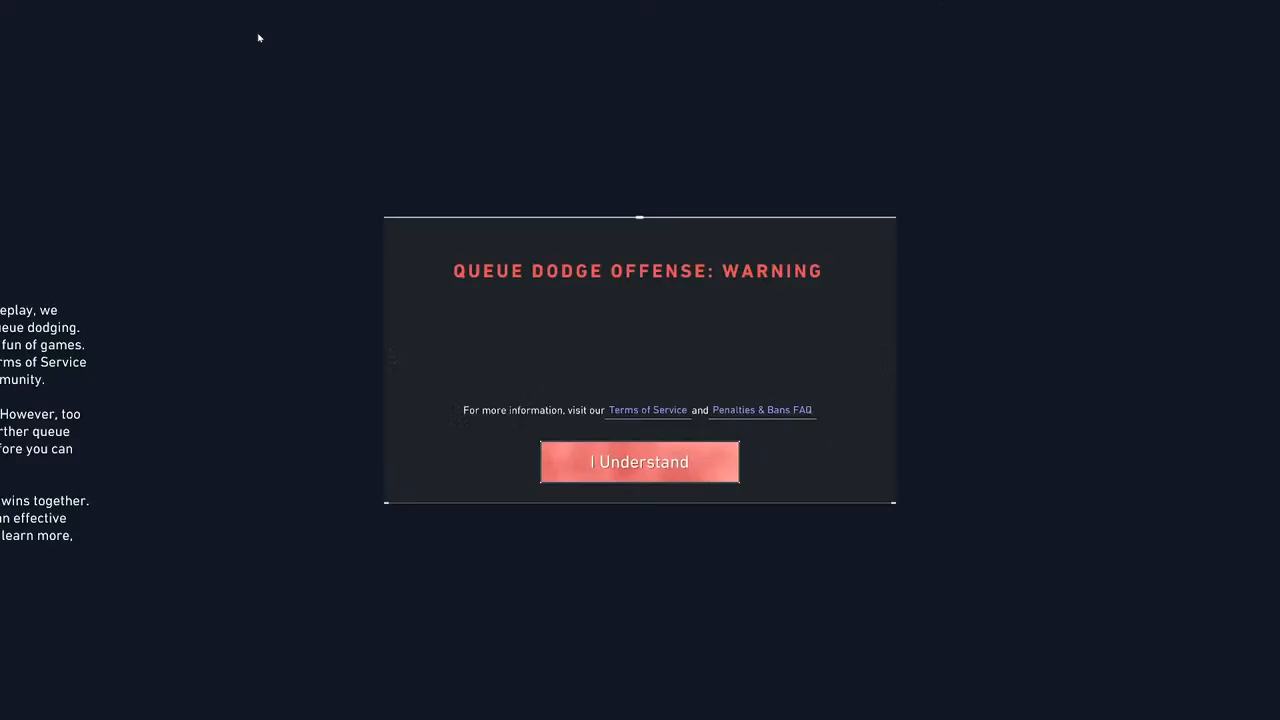 QUEUE DODGE OFFENSE: WARNING
eplay, we
eue dodging.
fun of games.
rms of Service
munity.
For more information, visit our Terms of Service and Penalties & Bans FAQ
However, too
rther queue
fore you can
I Understand
wins together.
an effective
learn more,